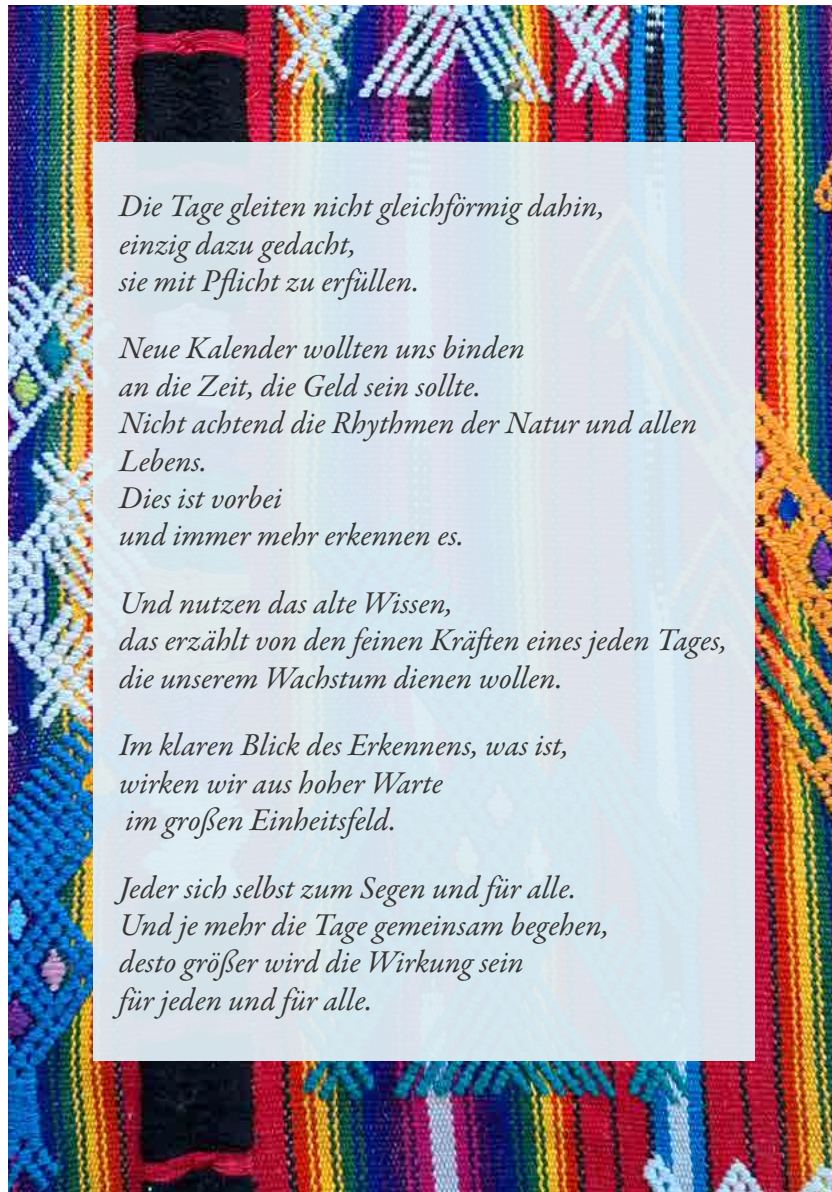 Die Tage gleiten nicht gleichförmig dahin,
einzig dazu gedacht,
sie mit Pflicht zu erfüllen.
Neue Kalender wollten uns binden
an die Zeit, die Geld sein sollte.
Nicht achtend die Rhythmen der Natur und allen
Lebens.
Dies ist vorbei
und immer mehr erkennen es.
Und nutzen das alte Wissen,
das erzählt von den feinen Kräften eines jeden Tages,
die unserem Wachstum dienen wollen.
Im klaren Blick des Erkennens, was ist,
wirken wir aus hoher Warte
im großen Einheitsfeld.
Jeder sich selbst zum Segen und für alle.
Und je mehr die Tage gemeinsam begehen,
desto größer wird die Wirkung sein
für jeden und für alle.